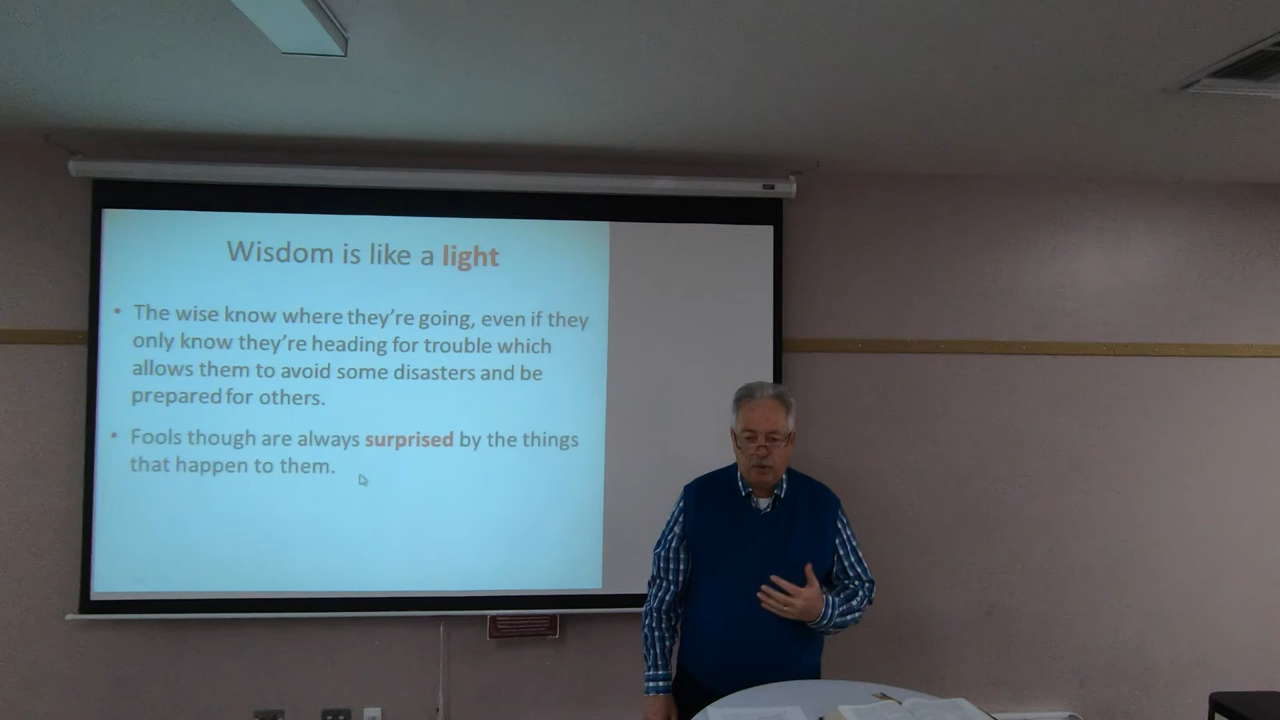 Wisdom is like a light
• The wise know where they're going, even if they
only know they're heading for trouble which
allows them to avoid some disasters and be
prepared for others.
• Fools though are always surprised by the things
that happen to them.